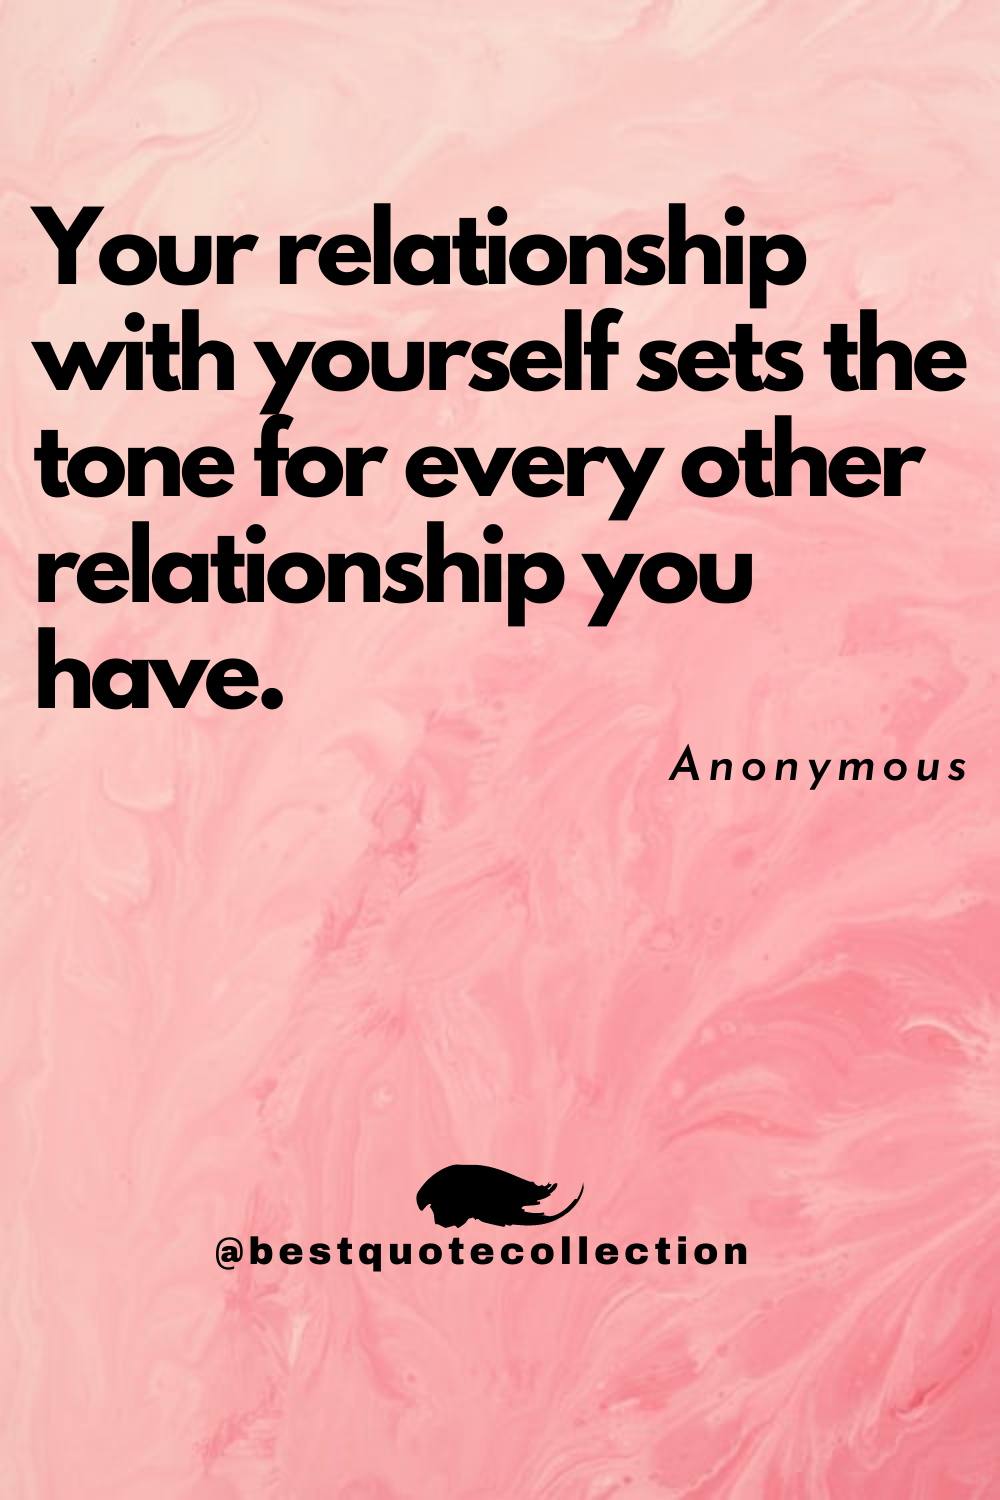 Your relationship
with yourself sets the
tone for every other
relationship you
have.
Anonymous
@bestquotecollection